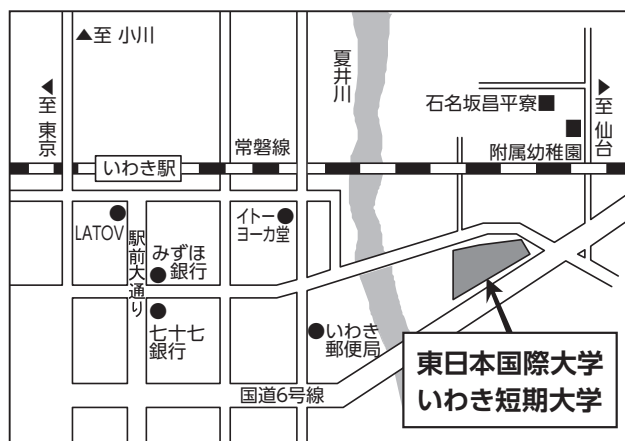 ▲至 小川
▲至 東京
夏井川
石名坂昌平寮■
▲至 仙台
附属幼稚園
常磐線
いわき駅
LATOV
駅前大通り
みずほ
銀行
イトー
ヨーカ堂
七十七
銀行
いわき
郵便局
国道6号線
東日本国際大学
いわき短期大学